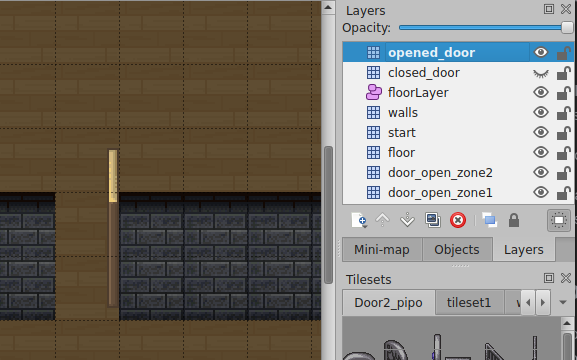 Layers
Opacity:
opened_door
closed_door
floorLayer
walls
start
floor
door_open_zone2
door_open_zone1
Mini-map Objects Layers
Tilesets
Door2_pipo tileset1